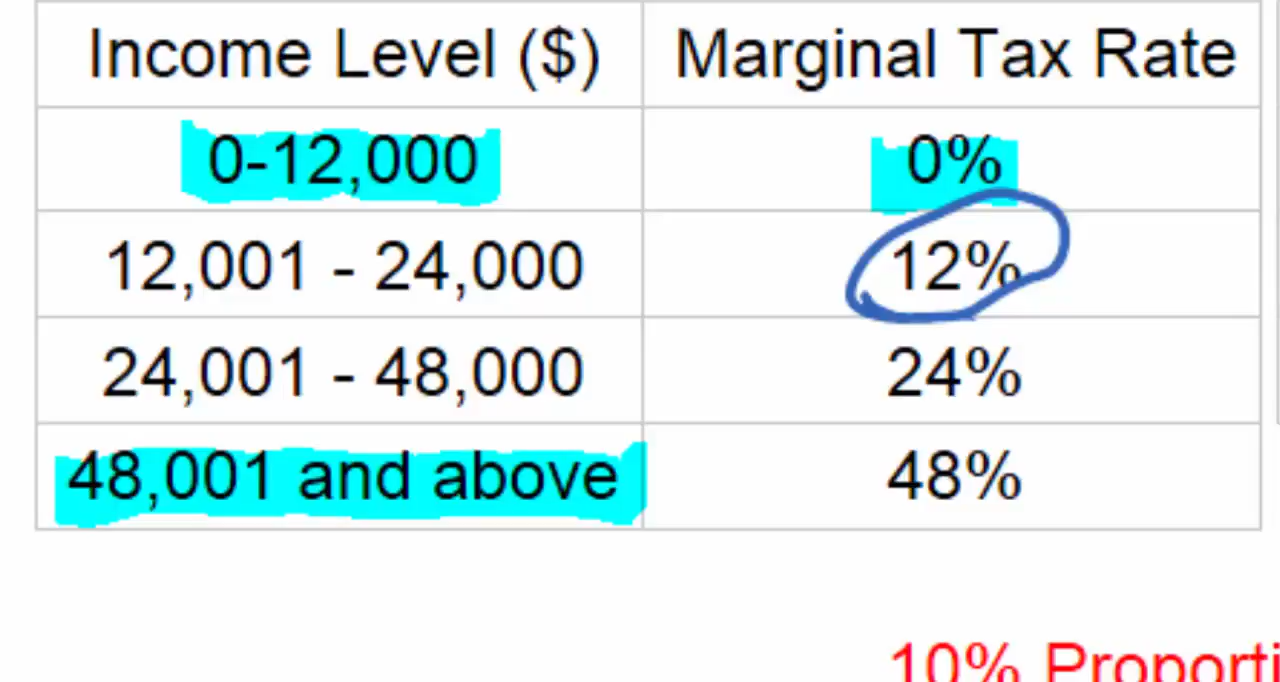 Income Level ($) Marginal Tax Rate
0-12,000 0%
12,001 - 24,000 12%
24,001 - 48,000 24%
48,001 and above 48%
10%